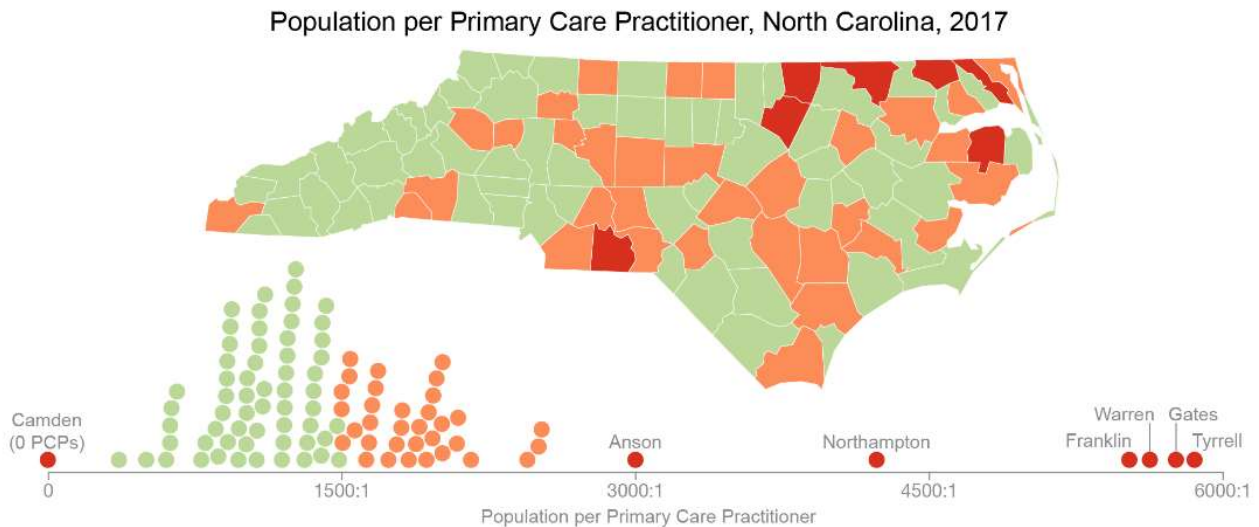 Population per Primary Care Practitioner, North Carolina, 2017
Camden
(0 PCPs)
Anson
Northampton
Warren
Gates
Franklin
Tyrrell
0
1500:1
3000:1
4500:1
6000:1
Population per Primary Care Practitioner